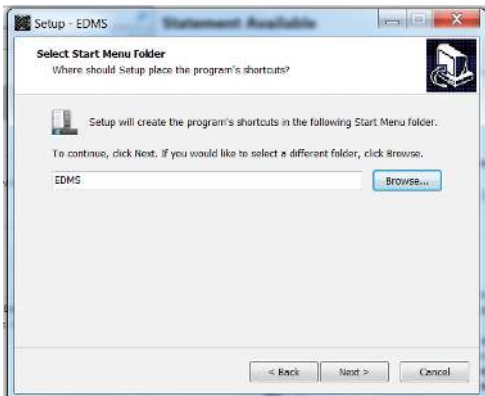 Setup - EDMS
Statement Available
Select Start Menu Folder
Where should Setup place the program's shortcuts?
Setup will create the program's shortcuts in the following Start Menu folder.
To continue, click Next. If you would like to select a different folder, click Browse.
EDMS
Browse...
< Back
Next >
Cancel